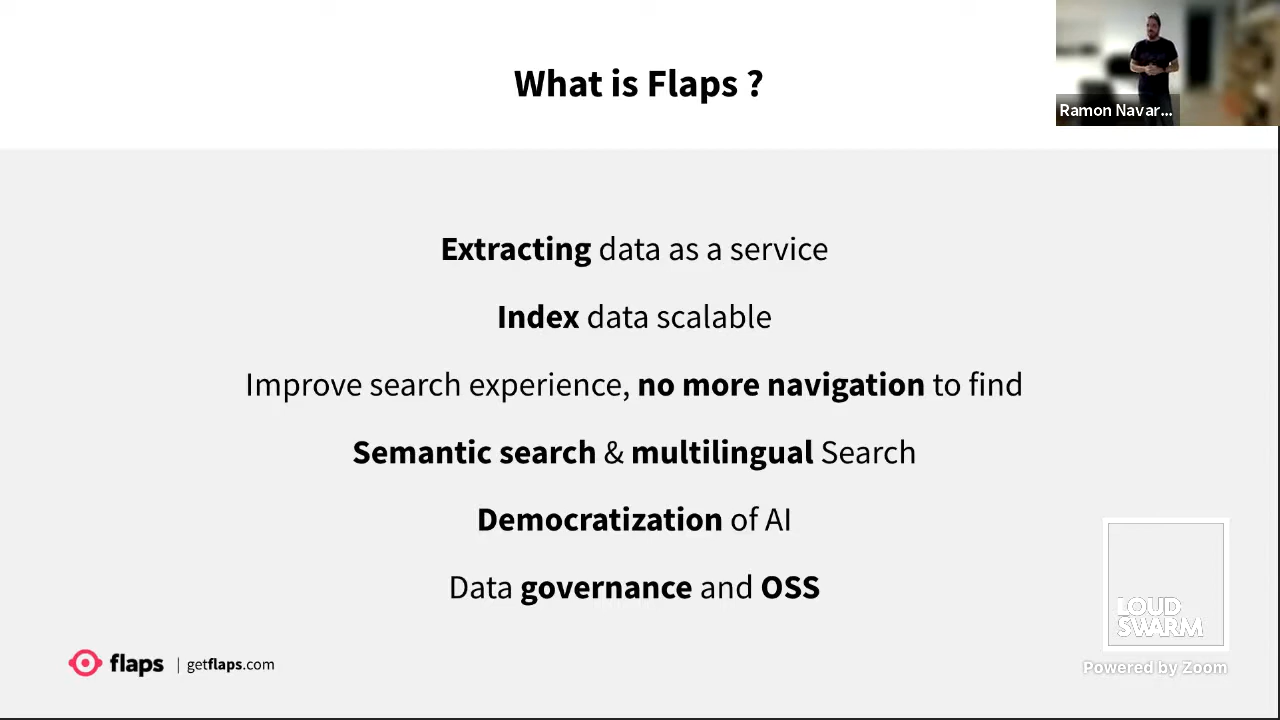 What is Flaps ?
Ramon Navar...
Extracting data as a service
Index data scalable
Improve search experience, no more navigation to find
Semantic search & multilingual Search
Democratization of AI
Data governance and OSS
flaps | getflaps.com
LOUD
SWARM
Powered by Zoom